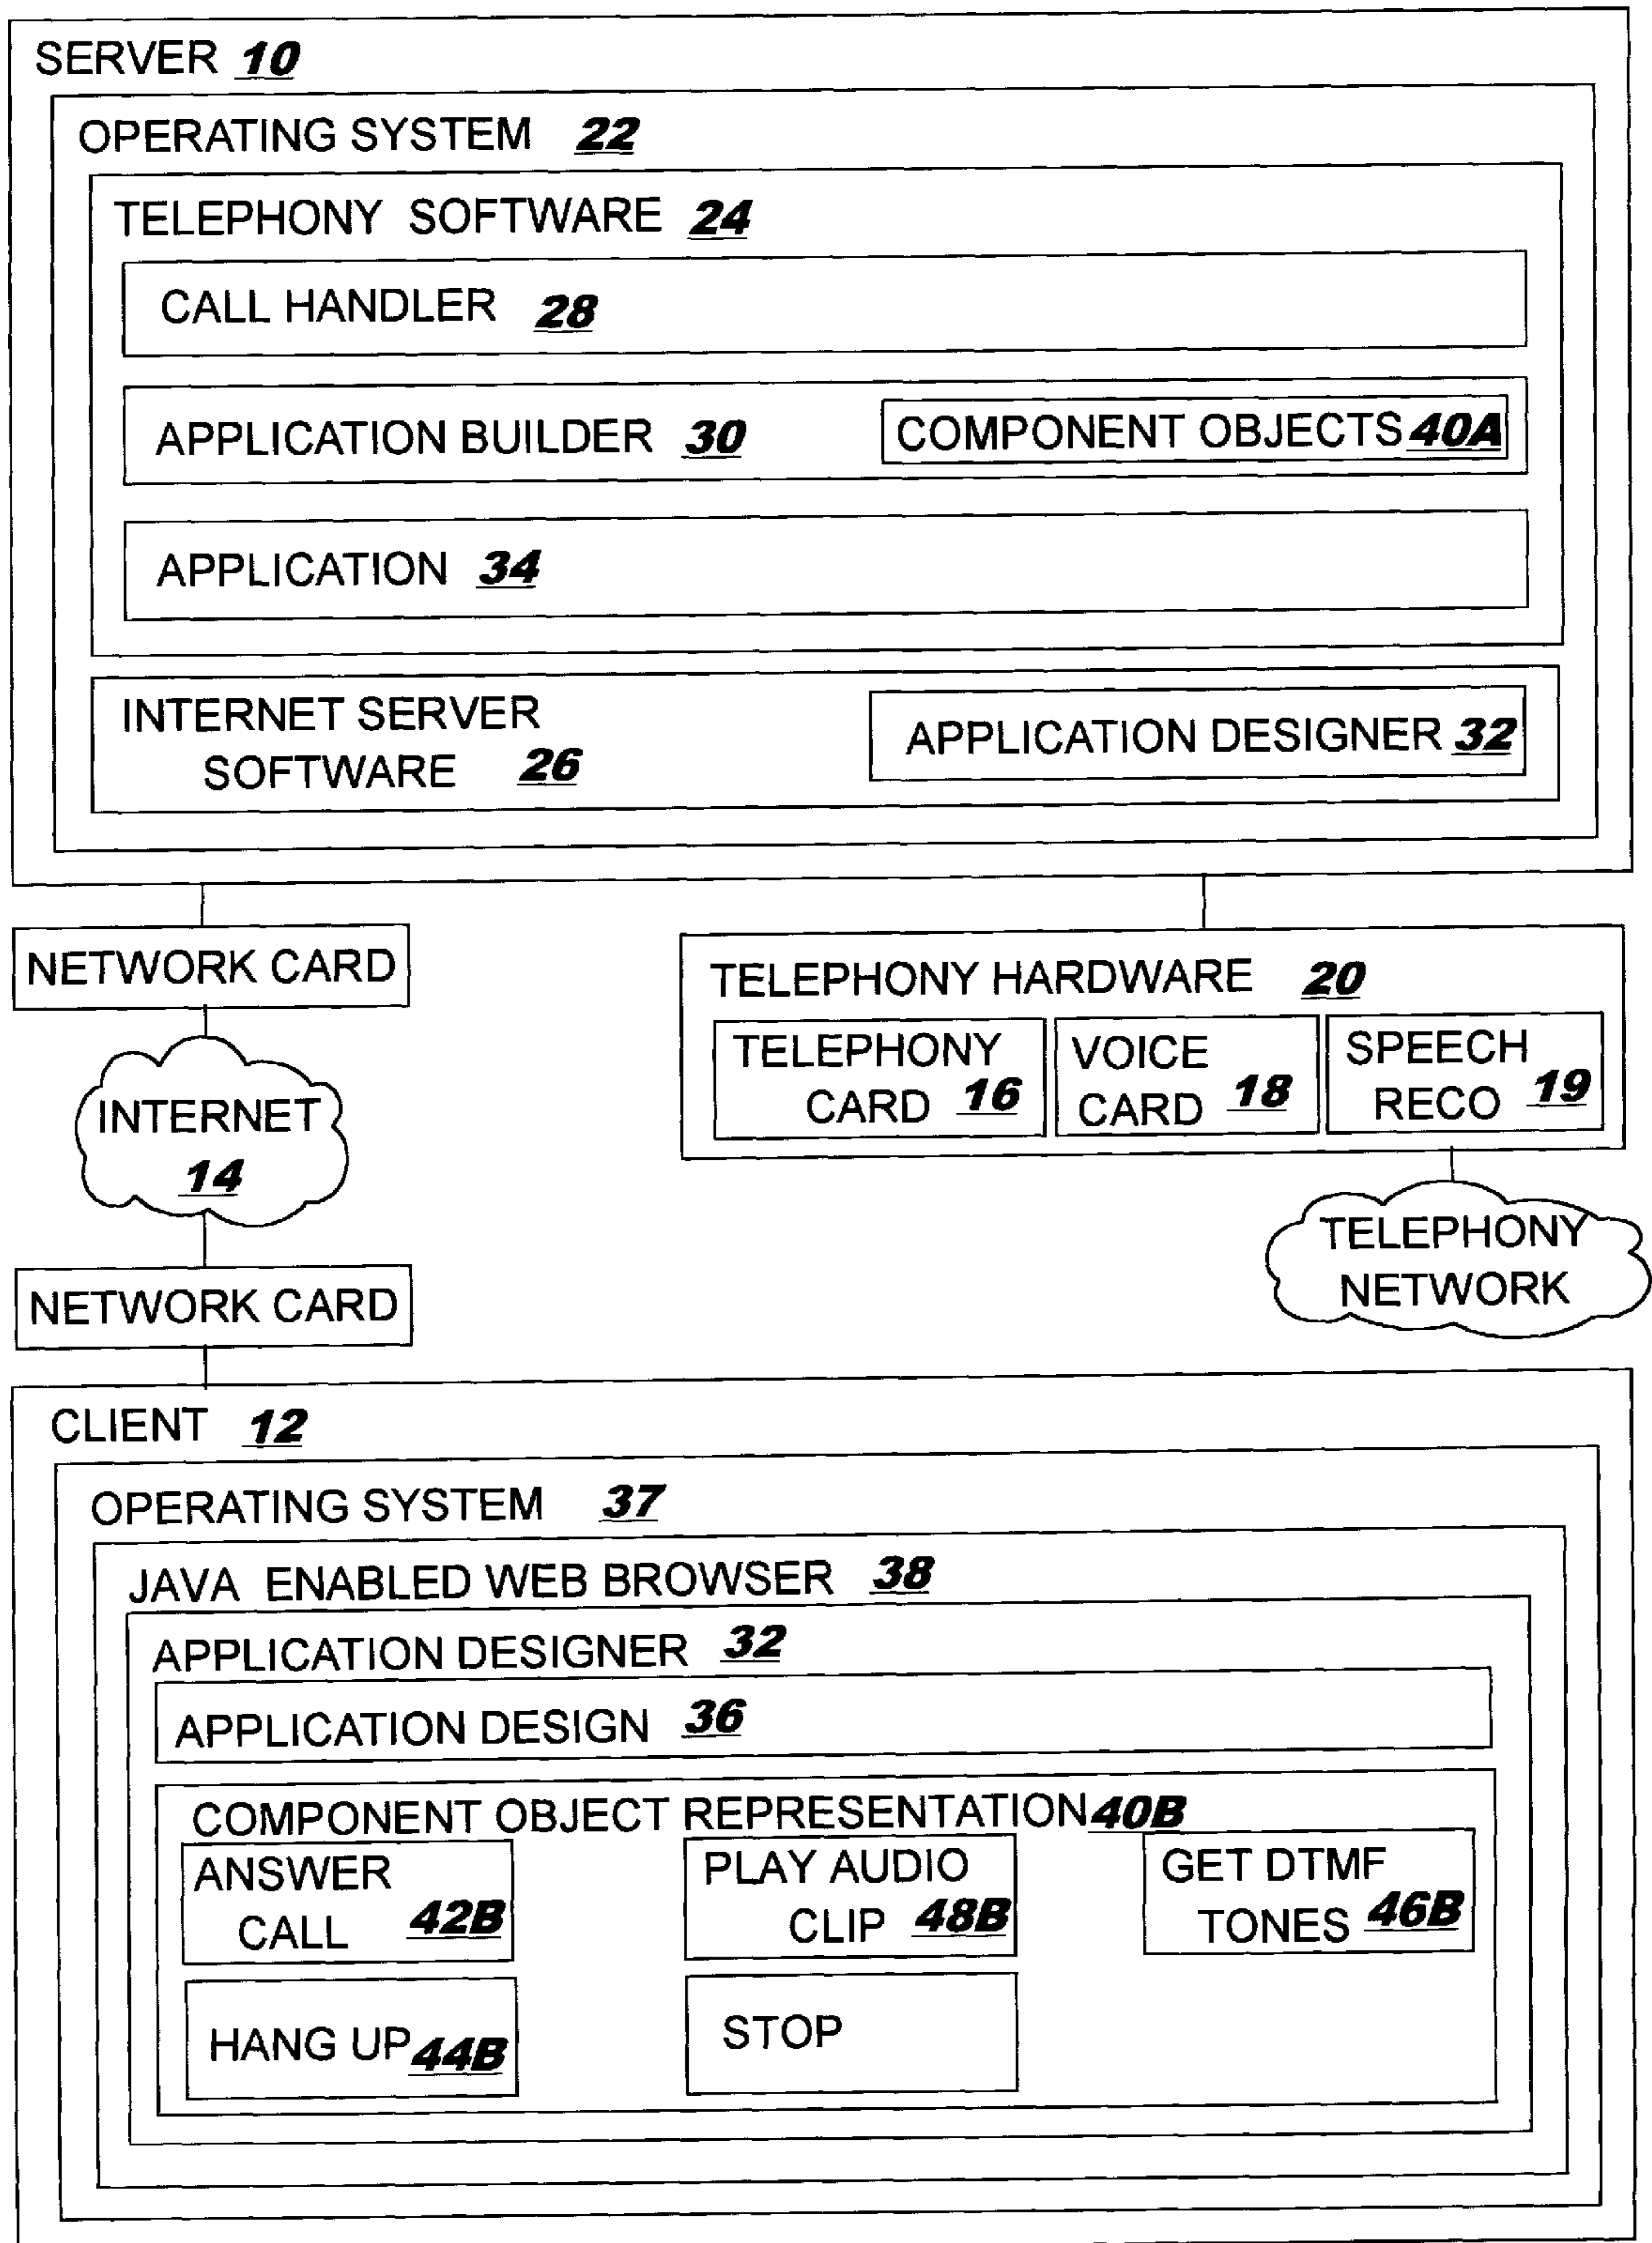 SERVER 10
OPERATING SYSTEM 22
TELEPHONY SOFTWARE 24
CALL HANDLER 28
APPLICATION BUILDER 30
COMPONENT OBJECTS 40A
APPLICATION 34
INTERNET SERVER
SOFTWARE 26
APPLICATION DESIGNER 32
NETWORK CARD
TELEPHONY HARDWARE 20
TELEPHONY
CARD 16
VOICE
CARD 18
SPEECH
RECO 19
INTERNET
14
TELEPHONY
NETWORK
NETWORK CARD
CLIENT 12
OPERATING SYSTEM 37
JAVA ENABLED WEB BROWSER 38
APPLICATION DESIGNER 32
APPLICATION DESIGN 36
COMPONENT OBJECT REPRESENTATION 40B
ANSWER
CALL 42B
PLAY AUDIO
CLIP 48B
GET DTMF
TONES 46B
HANG UP 44B
STOP